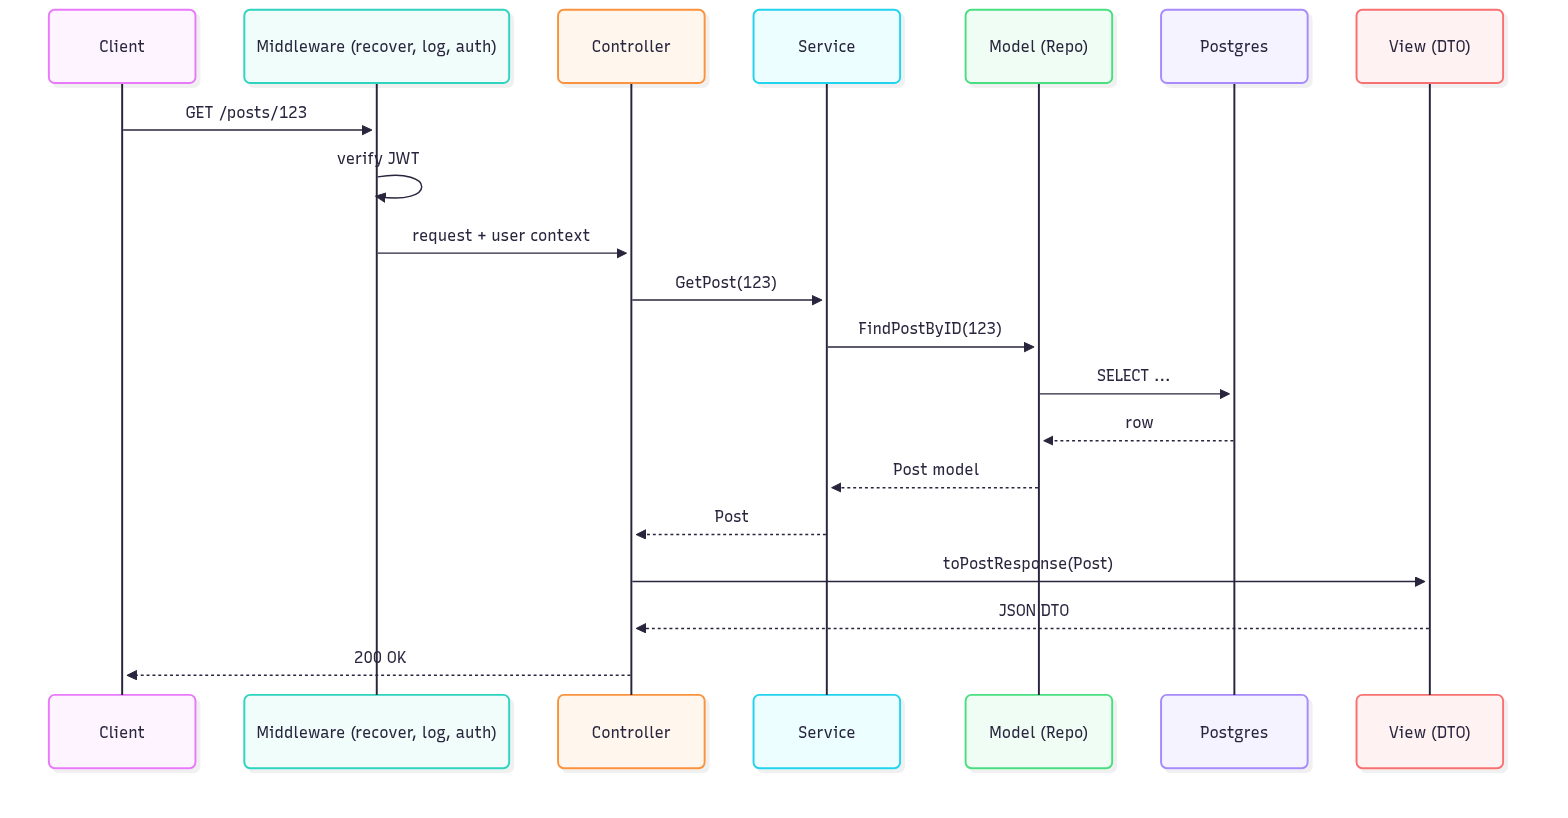 Client
Middleware (recover, log, auth)
Controller
Service
Model (Repo)
Postgres
View (DTO)
GET /posts/123
verify JWT
request + user context
GetPost(123)
FindPostByID(123)
SELECT ...
row
Post model
Post
toPostResponse(Post)
JSON DTO
200 OK
Client
Middleware (recover, log, auth)
Controller
Service
Model (Repo)
Postgres
View (DTO)